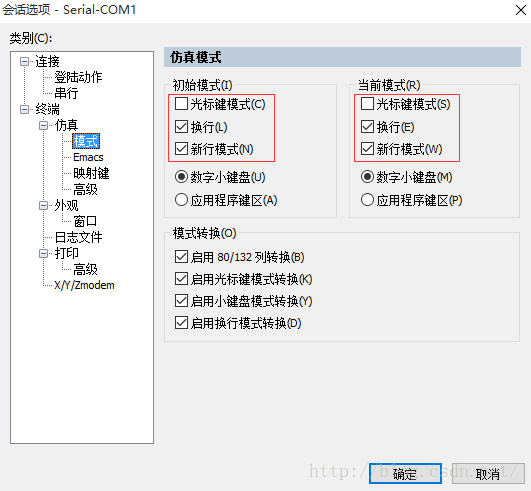 会话选项 - Serial-COM1
类别(C):
连接
登陆动作
串行
终端
仿真
模式
Emacs
映射键
高级
外观
窗口
日志文件
打印
高级
X/Y/Zmodem
仿真模式
初始模式(I)
光标键模式(C)
换行(L)
新行模式(N)
数字小键盘(U)
应用程序键区(A)
当前模式(R)
光标键模式(S)
换行(E)
新行模式(W)
数字小键盘(M)
应用程序键区(P)
模式转换(O)
启用 80/132 列转换(B)
启用光标键模式转换(K)
启用小键盘模式转换(Y)
启用换行模式转换(D)
确定
取消